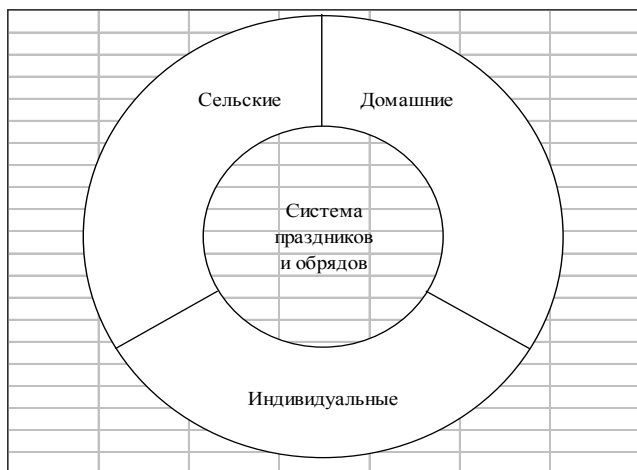 Сельские
Домашние
Система
праздников
и обрядов
Индивидуальные